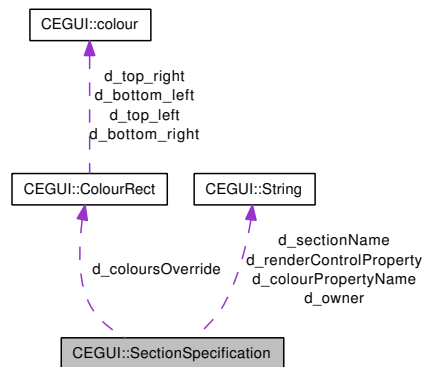 CEGUI::colour
d_top_right
d_bottom_left
d_top_left
d_bottom_right
CEGUI::ColourRect
CEGUI::String
d_coloursOverride
d_sectionName
d_renderControlProperty
d_colourPropertyName
d_owner
CEGUI::SectionSpecification